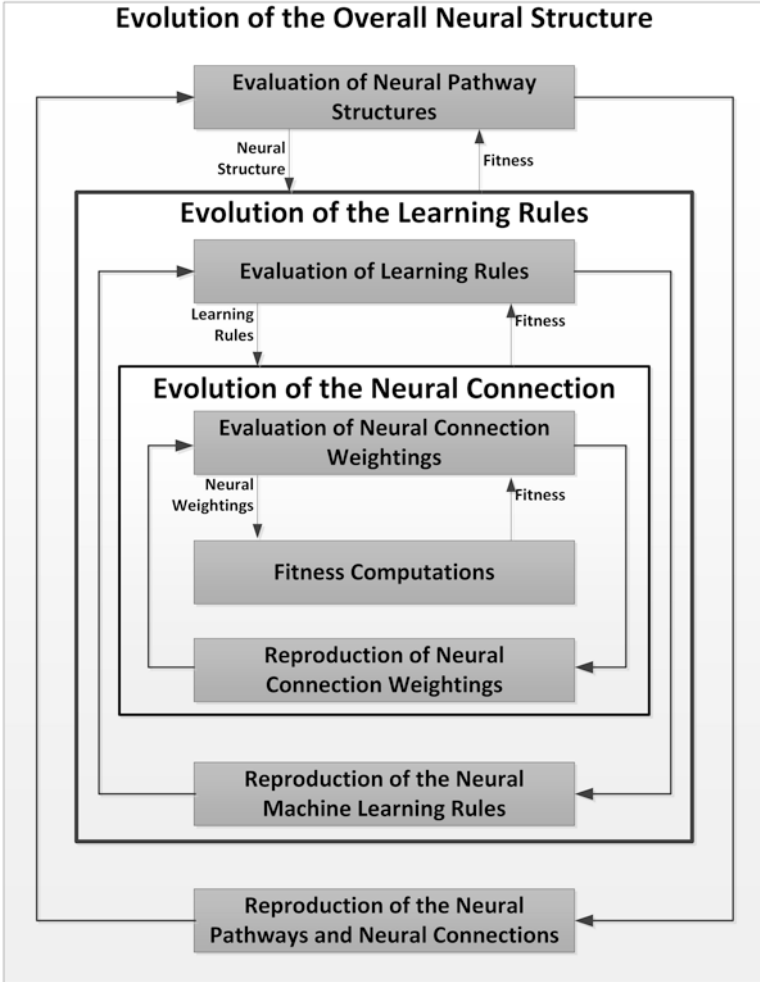 Evolution of the Overall Neural Structure
Evaluation of Neural Pathway
Structures
Neural
Structure
Fitness
Evolution of the Learning Rules
Evaluation of Learning Rules
Learning
Rules
Fitness
Evolution of the Neural Connection
Evaluation of Neural Connection
Weightings
Neural
Weightings
Fitness
Fitness Computations
Reproduction of Neural
Connection Weightings
Reproduction of the Neural
Machine Learning Rules
Reproduction of the Neural
Pathways and Neural Connections